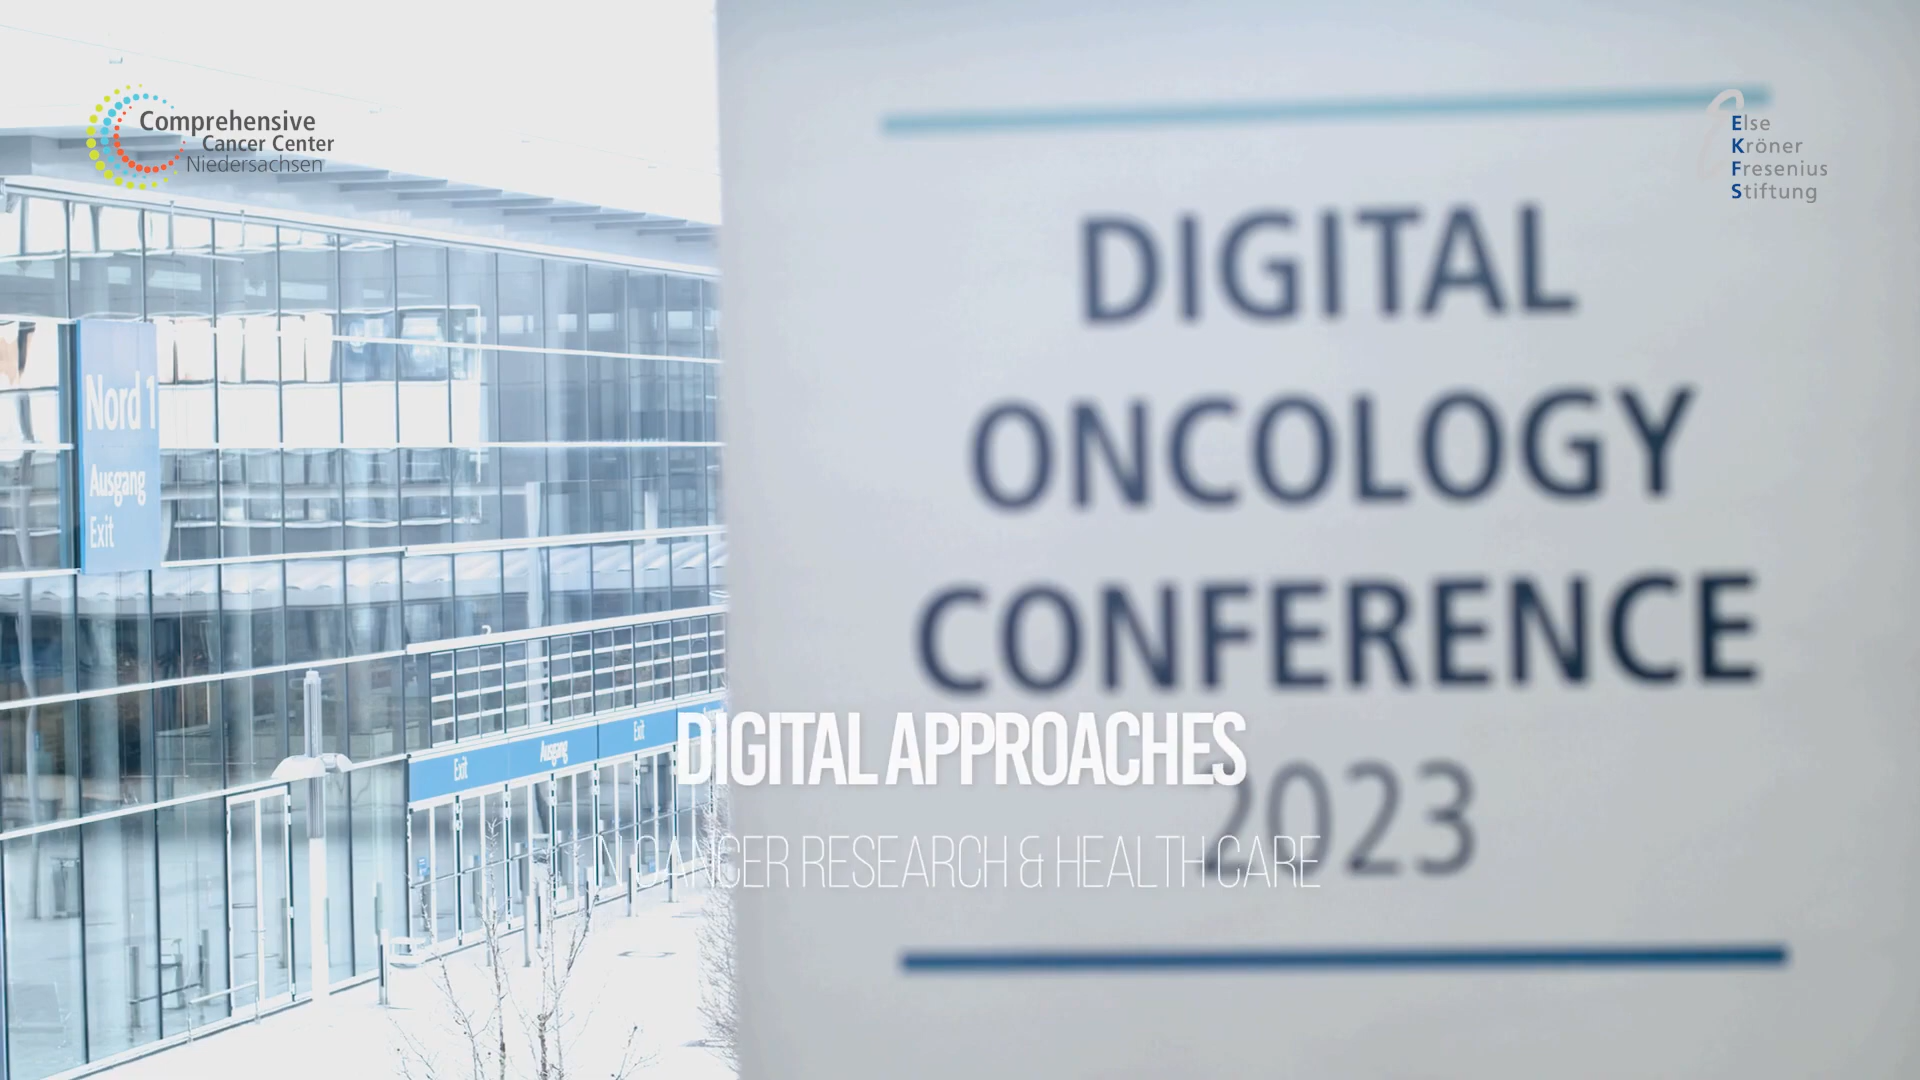 Comprehensive
Cancer Center
Niedersachsen
Else
Kröner
Fresenius
Stiftung
DIGITAL
ONCOLOGY
CONFERENCE
2023
Nord 1
Ausgang
Exit
Exit
Ausgang
Exit
DIGITAL APPROACHES
IN CANCER RESEARCH & HEALTH CARE